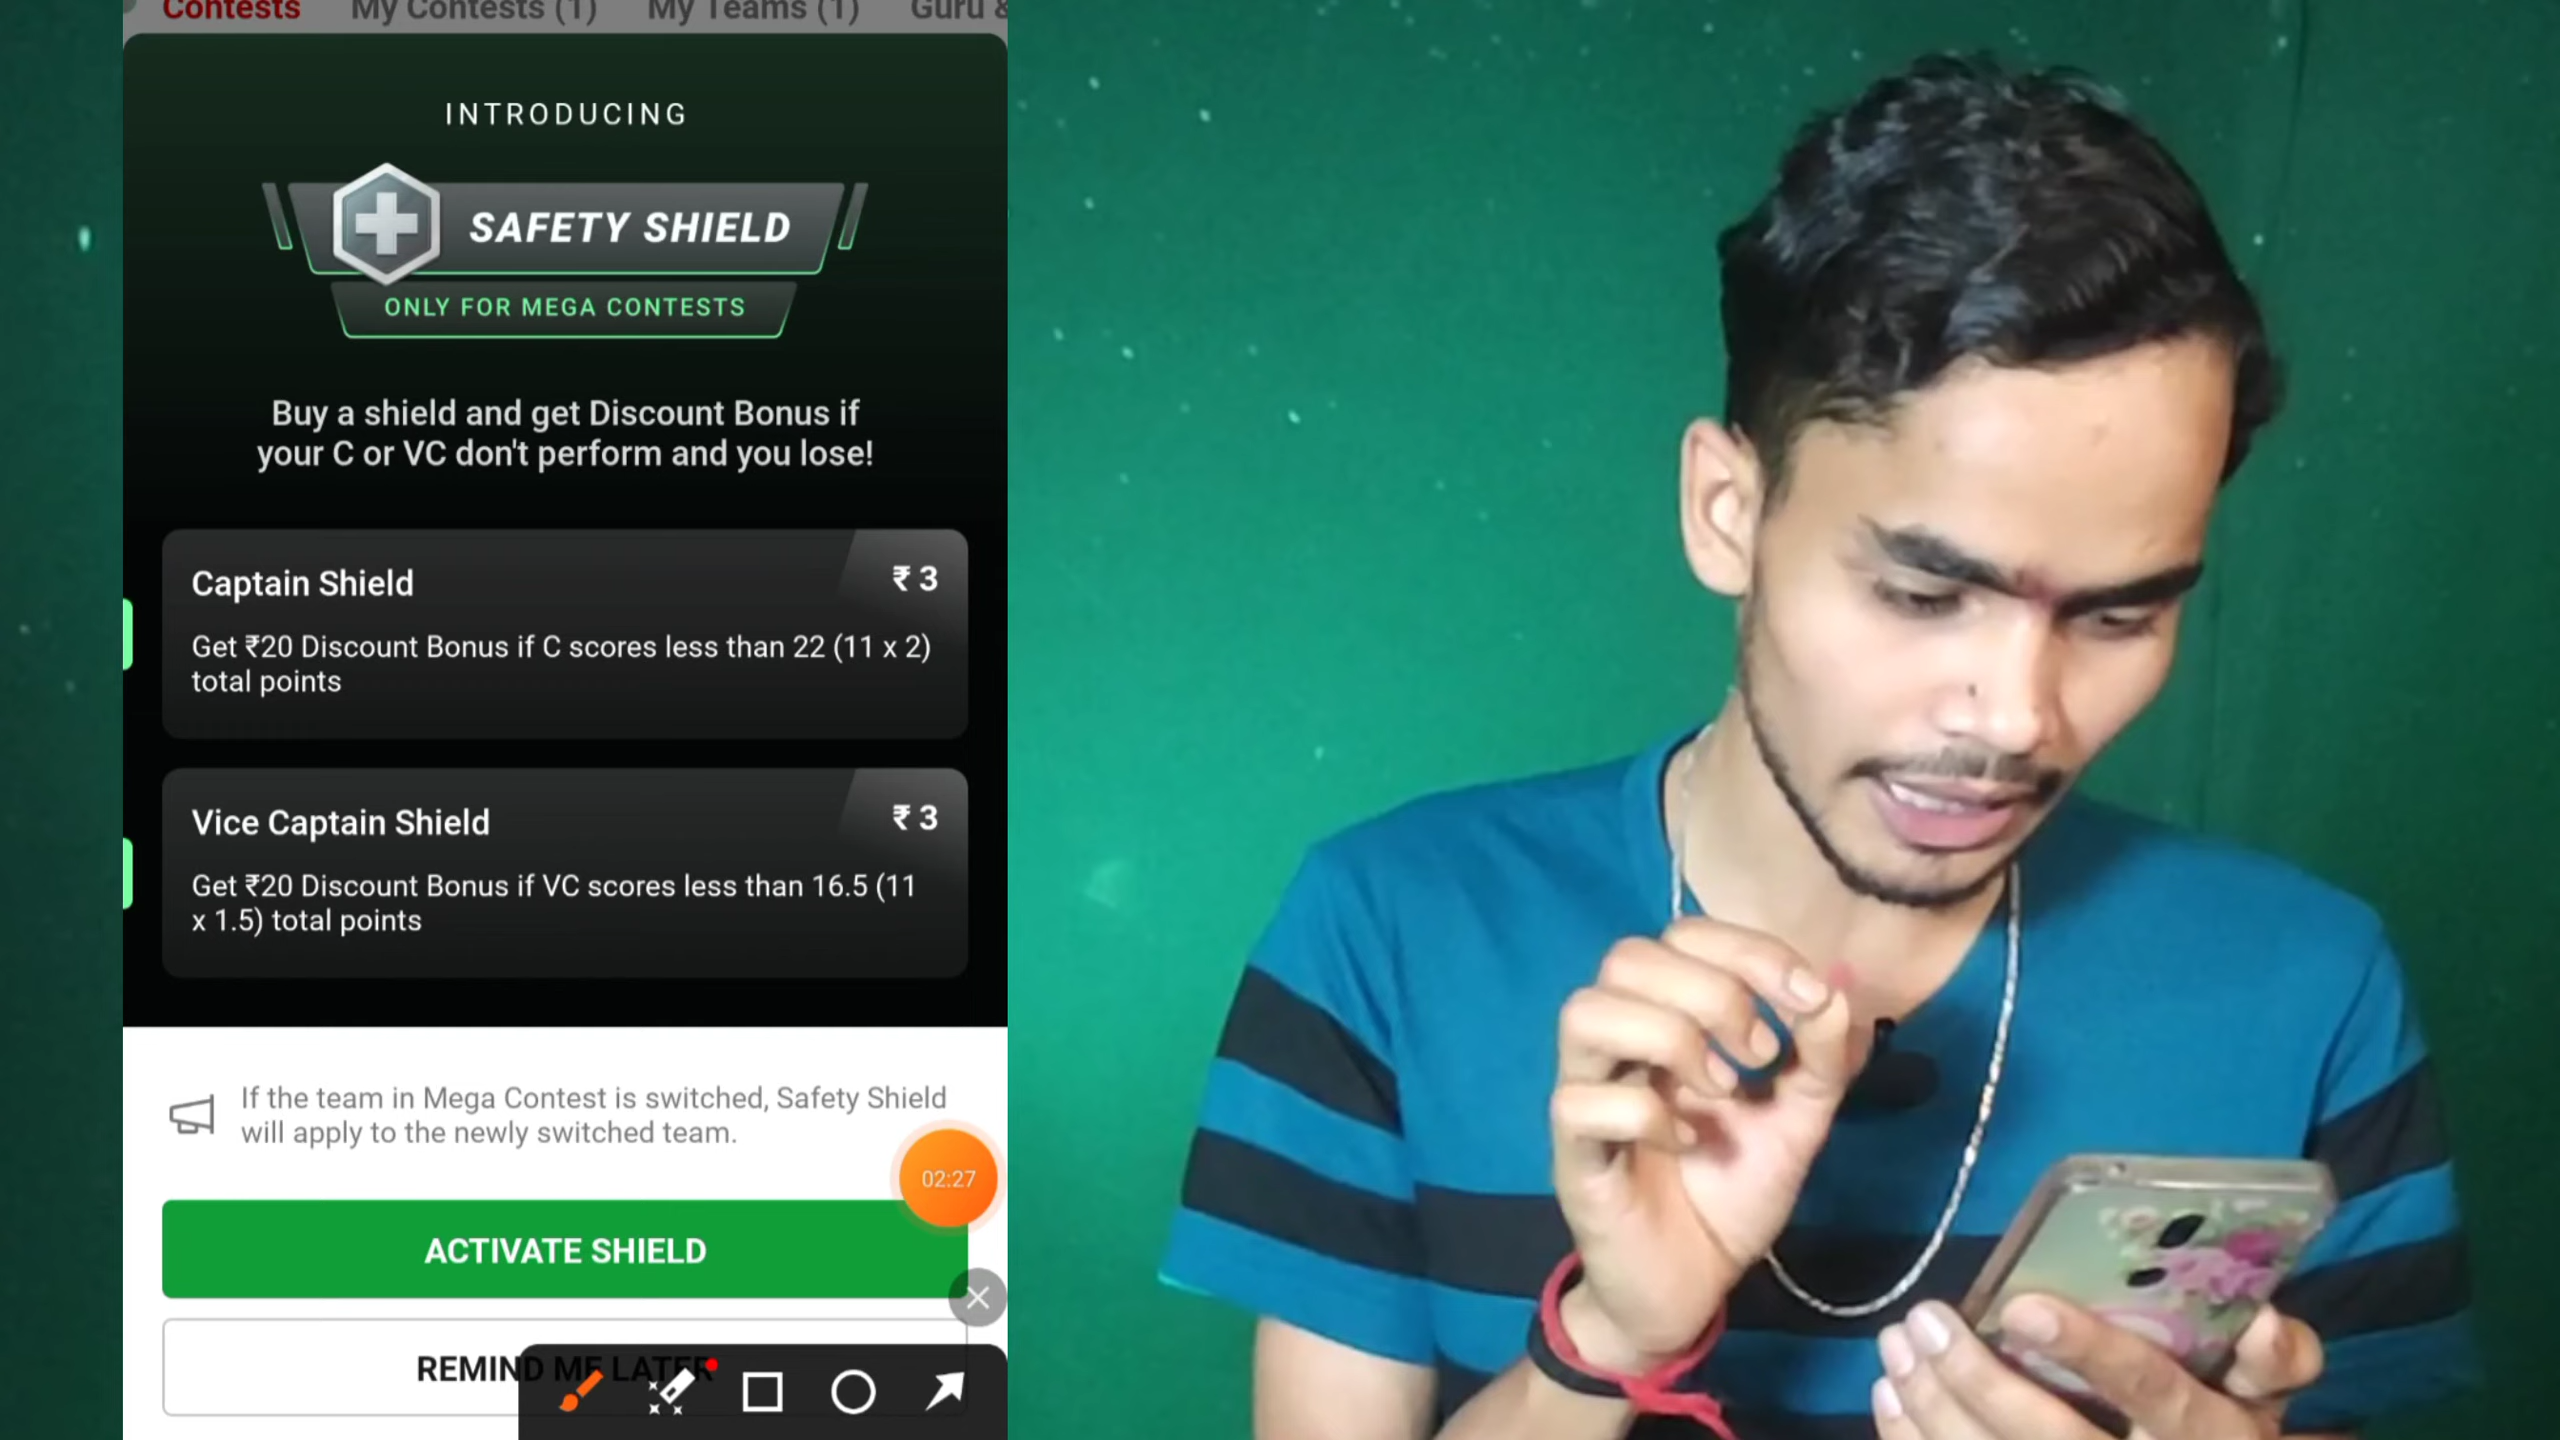 Contests My Contests (1) My Teams (1) Guru &
INTRODUCING
SAFETY SHIELD
ONLY FOR MEGA CONTESTS
Buy a shield and get Discount Bonus if
your C or VC don't perform and you lose!
Captain Shield ₹ 3
Get ₹20 Discount Bonus if C scores less than 22 (11 x 2)
total points
Vice Captain Shield ₹ 3
Get ₹20 Discount Bonus if VC scores less than 16.5 (11
x 1.5) total points
If the team in Mega Contest is switched, Safety Shield
will apply to the newly switched team.
02:27
ACTIVATE SHIELD
REMIND ME LATER